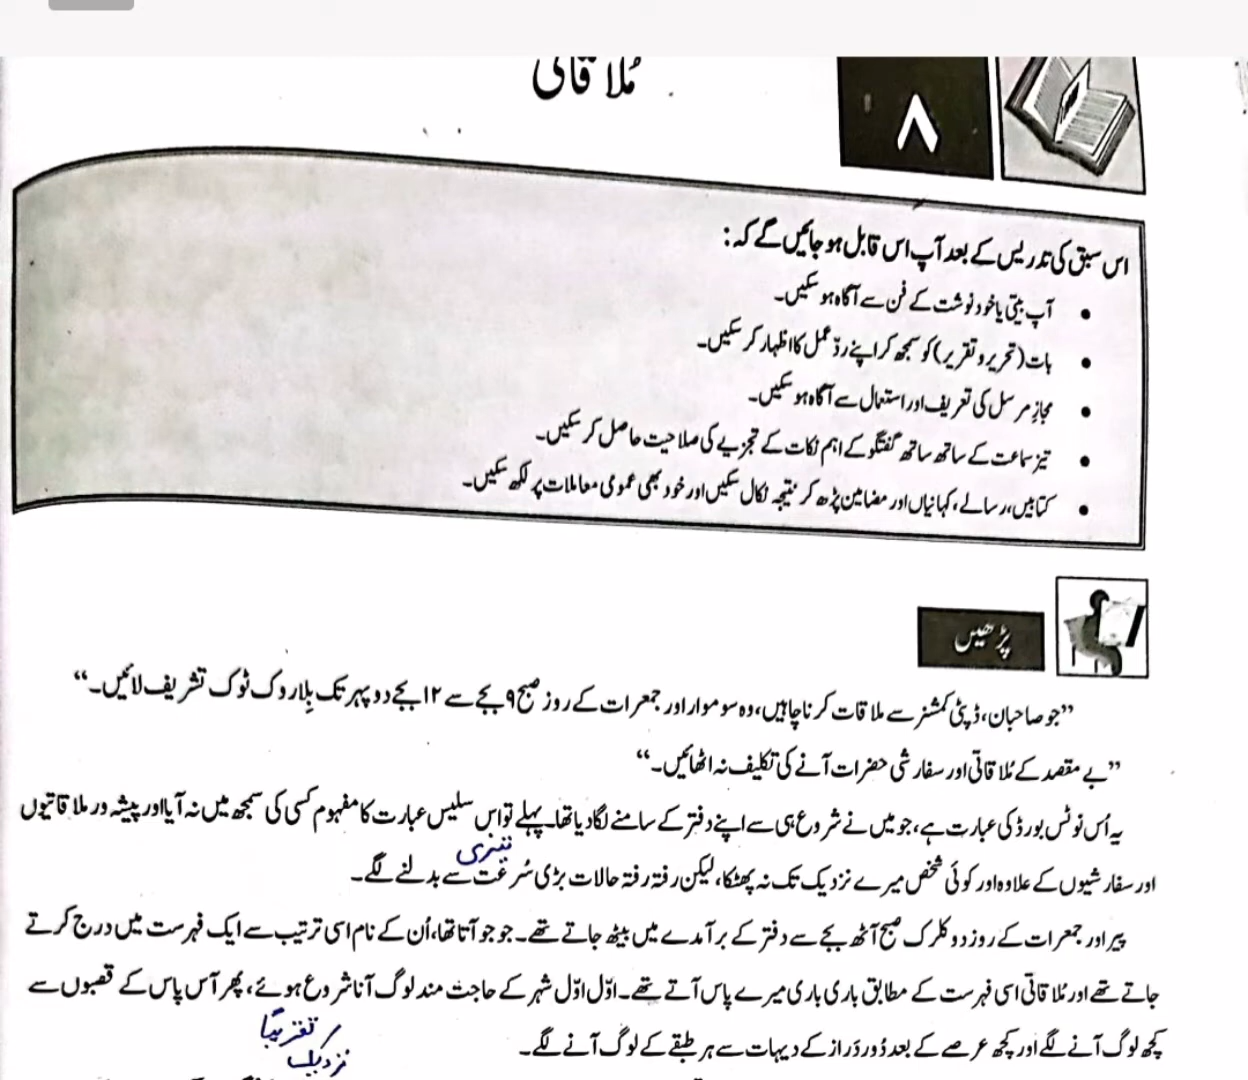 مُلاقاتی
۸
اس سبق کی تدریس کے بعد آپ اس قابل ہو جائیں گے کہ:
• آپ بیتی یا خود نوشت کے فن سے آگاہ ہو سکیں۔
• بات (تحریر و تقریر) کو سمجھ کر اپنے ردِّ عمل کا اظہار کر سکیں۔
• مجازِ مرسل کی تعریف اور استعمال سے آگاہ ہو سکیں۔
• تیز سماعت کے ساتھ ساتھ گفتگو کے اہم نکات کے تجزیے کی صلاحیت حاصل کر سکیں۔
• کتابیں، رسالے، کہانیاں اور مضامین پڑھ کر نتیجہ نکال سکیں اور خود بھی عمومی معاملات پر لکھ سکیں۔
پڑھیں
”جو صاحبان، ڈپٹی کمشنر سے ملاقات کرنا چاہیں، وہ سوموار اور جمعرات کے روز صبح ۹ بجے سے ۱۲ بجے دوپہر تک بِلا روک ٹوک تشریف لائیں۔“
”بے مقصد کے مُلاقاتی اور سفارشی حضرات آنے کی تکلیف نہ اٹھائیں۔“
یہ اُس نوٹس بورڈ کی عبارت ہے، جو میں نے شروع ہی سے اپنے دفتر کے سامنے لگا دیا تھا۔ پہلے تو اس سلیس عبارت کا مفہوم کسی کی سمجھ میں نہ آیا اور پیشہ ور ملاقاتیوں
تیزی
اور سفارشیوں کے علاوہ اور کوئی شخص میرے نزدیک تک نہ پھٹکا، لیکن رفتہ رفتہ حالات بڑی سُرعت سے بدلنے لگے۔
پیر اور جمعرات کے روز دو کلرک صبح آٹھ بجے سے دفتر کے برآمدے میں بیٹھ جاتے تھے۔ جو جو آتا تھا، اُن کے نام اسی ترتیب سے ایک فہرست میں درج کرتے
جاتے تھے اور مُلاقاتی اسی فہرست کے مطابق باری باری میرے پاس آتے تھے۔ اوّل اوّل شہر کے حاجت مند لوگ آنا شروع ہوئے، پھر آس پاس کے قصبوں سے
تقریباً
کچھ لوگ آنے لگے اور کچھ عرصے کے بعد دُور دَراز کے دیہات سے ہر طبقے کے لوگ آنے لگے۔
نزدیک